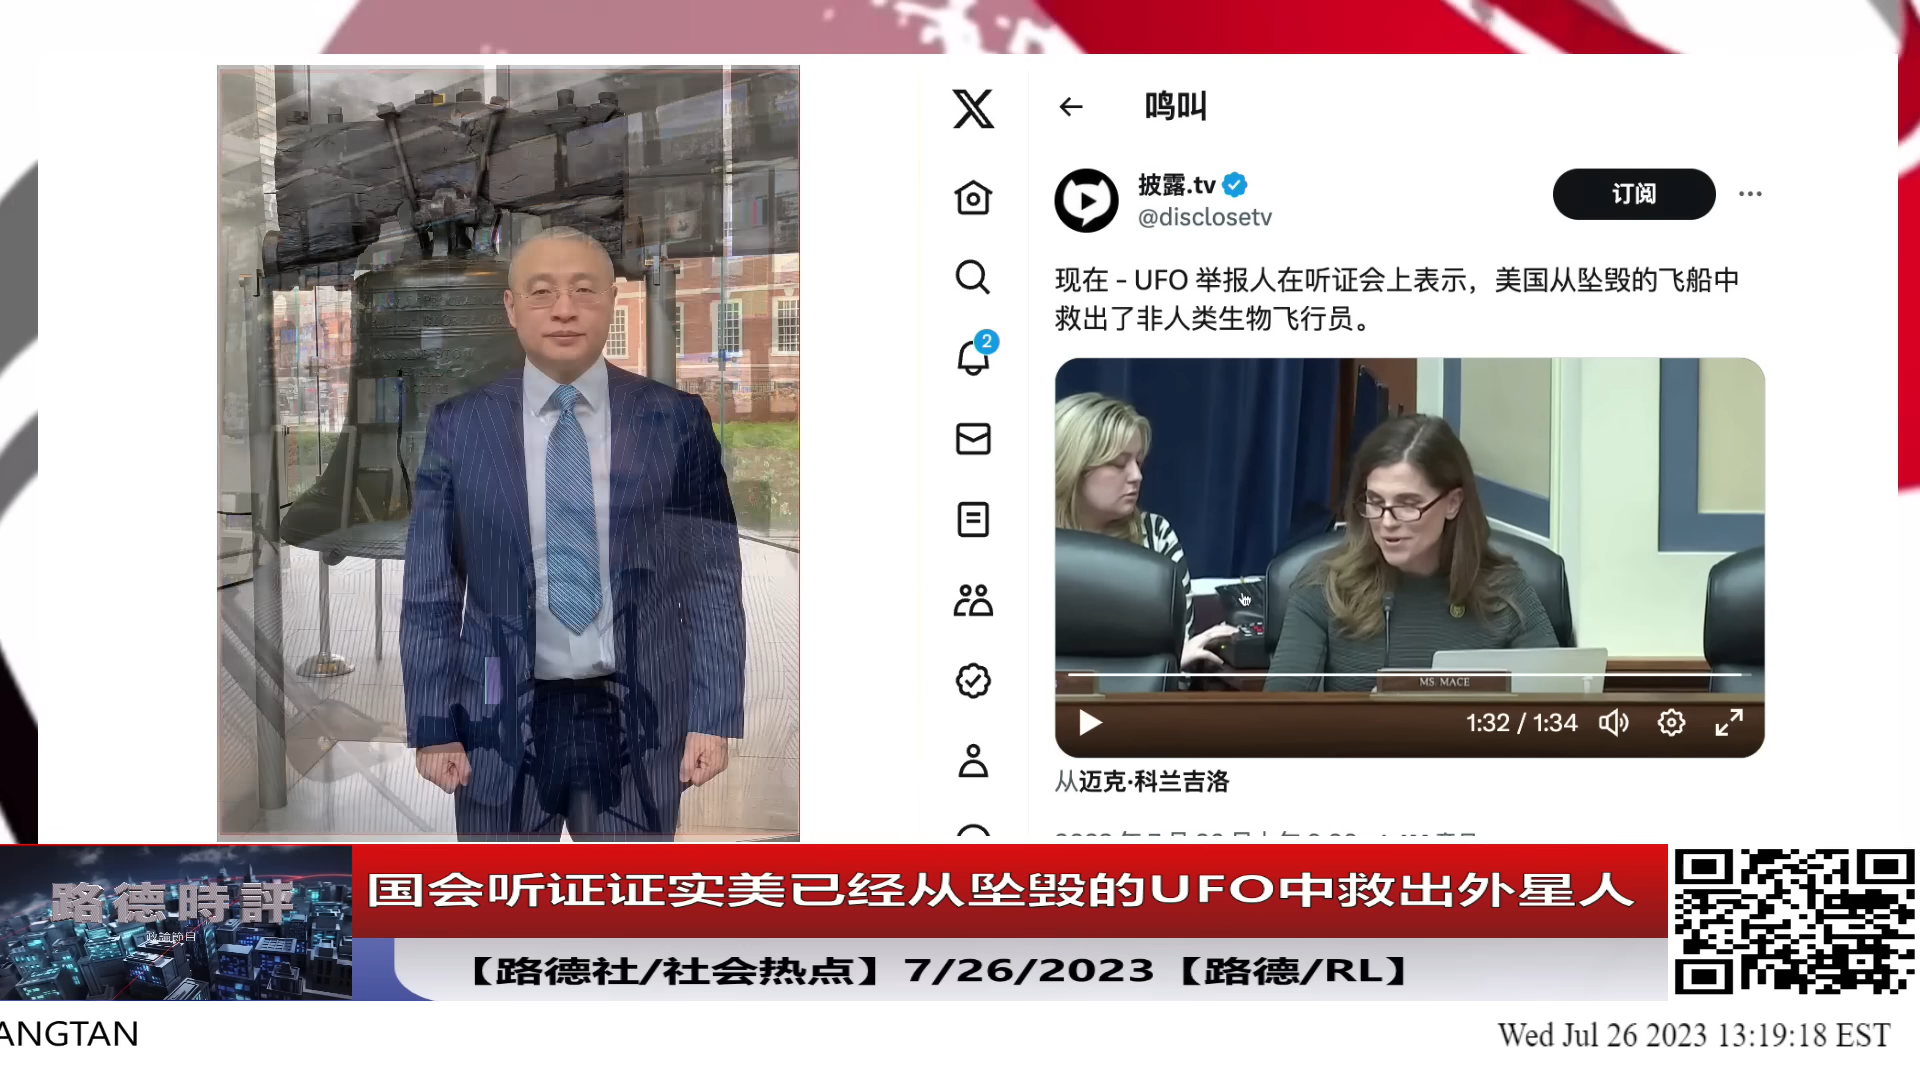 鸣叫
披露.tv
@disclosetv
订阅
现在 - UFO 举报人在听证会上表示，美国从坠毁的飞船中
救出了非人类生物飞行员。
2
MS. MACE
1:32 / 1:34
从迈克·科兰吉洛
路德時評
政論節目
国会听证证实美已经从坠毁的UFO中救出外星人
【路德社/社会热点】7/26/2023【路德/RL】
ANGTAN
Wed Jul 26 2023 13:19:18 EST